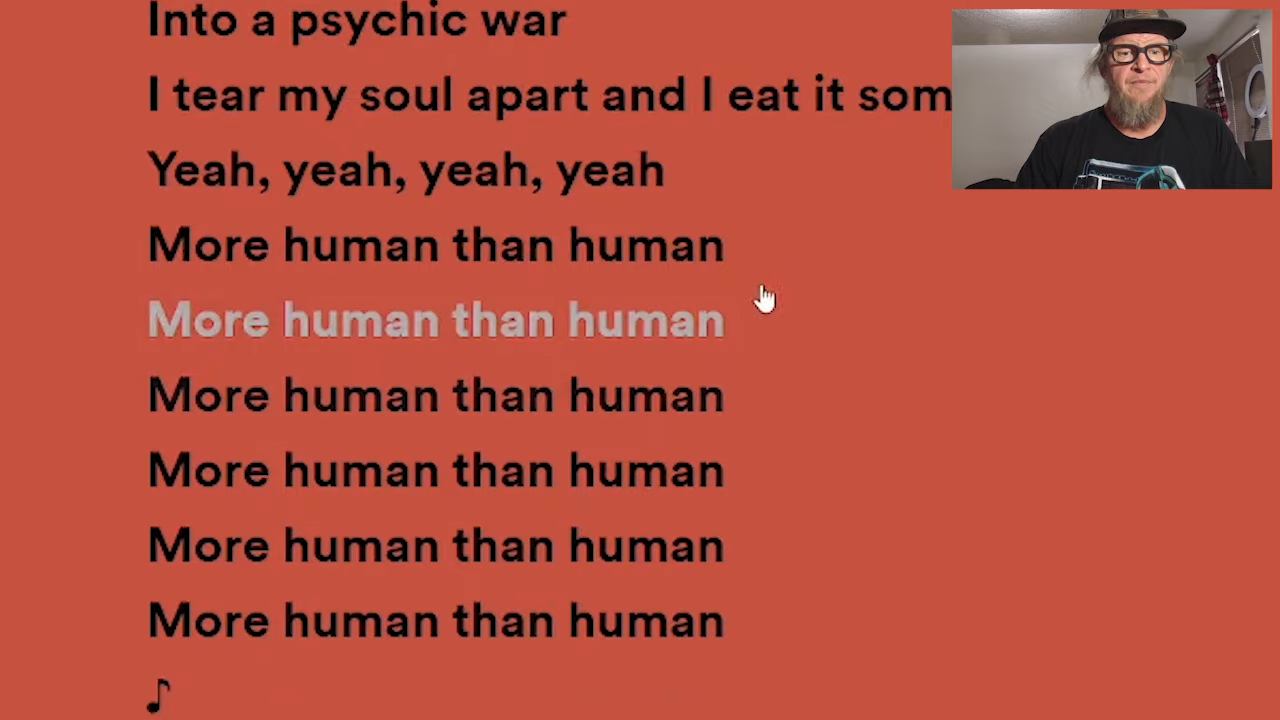 Into a psychic war
I tear my soul apart and I eat it som
Yeah, yeah, yeah, yeah
More human than human
More human than human
More human than human
More human than human
More human than human
More human than human
♪